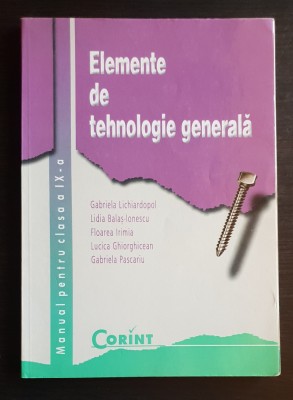 Elemente
de
tehnologie generală
Gabriela Lichiardopol
Lidia Balaș-Ionescu
Floarea Irimia
Lucica Ghiorghicean
Gabriela Pascariu
Manual pentru clasa a IX-a
CORINT